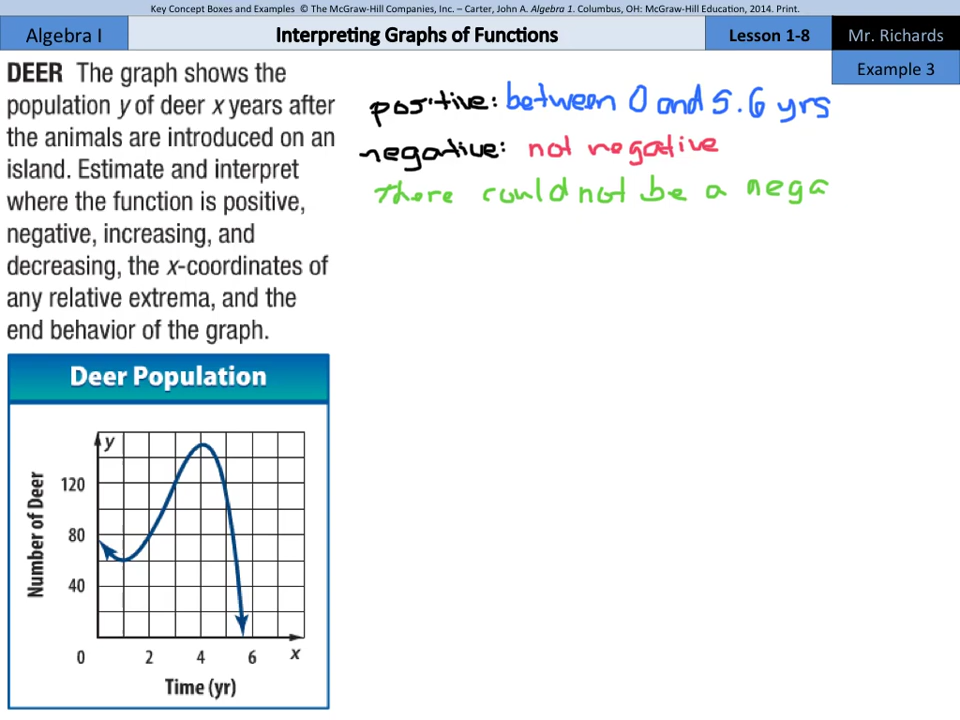 Key Concept Boxes and Examples © The McGraw-Hill Companies, Inc. – Carter, John A. Algebra 1. Columbus, OH: McGraw-Hill Education, 2014. Print.
Algebra I
Interpreting Graphs of Functions
Lesson 1-8
Mr. Richards
Example 3
DEER The graph shows the
population y of deer x years after
the animals are introduced on an
island. Estimate and interpret
where the function is positive,
negative, increasing, and
decreasing, the x-coordinates of
any relative extrema, and the
end behavior of the graph.
positive: between 0 and 5.6 yrs
negative: not negative
there could not be a nega
Deer Population
Number of Deer
y
120
80
40
0 2 4 6 x
Time (yr)